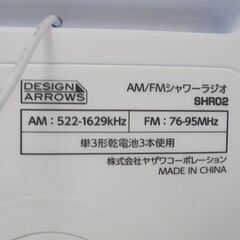 DESIGN ARROWS
AM/FMシャワーラジオ
SHR02
AM : 522-1629kHz FM : 76-95MHz
単3形乾電池3本使用
株式会社ヤザワコーポレーション
MADE IN CHINA